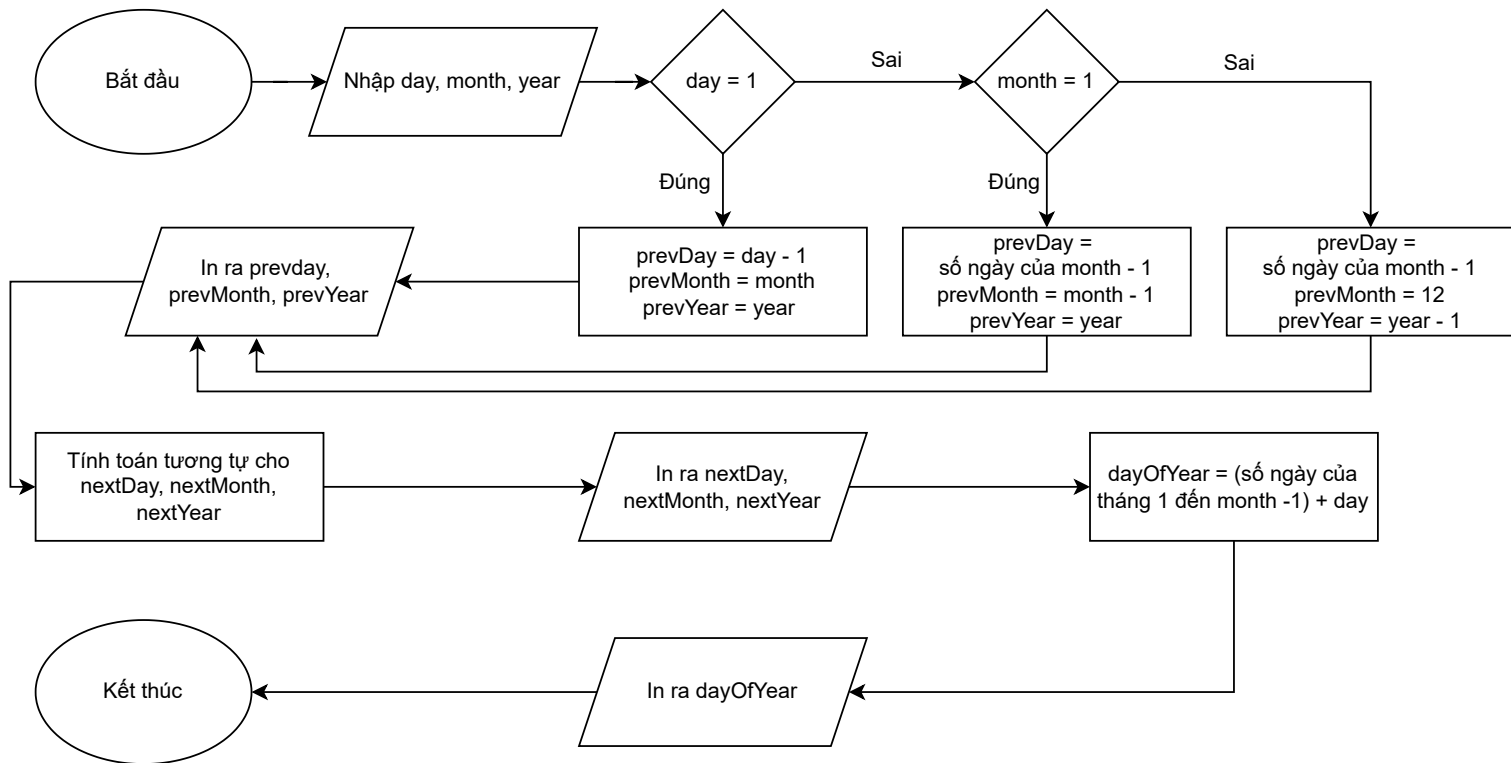 Bắt đầu
Nhập day, month, year
day = 1
Sai
month = 1
Sai
Đúng
Đúng
In ra prevday,
prevMonth, prevYear
prevDay = day - 1
prevMonth = month
prevYear = year
prevDay =
số ngày của month - 1
prevMonth = month - 1
prevYear = year
prevDay =
số ngày của month - 1
prevMonth = 12
prevYear = year - 1
Tính toán tương tự cho
nextDay, nextMonth,
nextYear
In ra nextDay,
nextMonth, nextYear
dayOfYear = (số ngày của
tháng 1 đến month -1) + day
Kết thúc
In ra dayOfYear